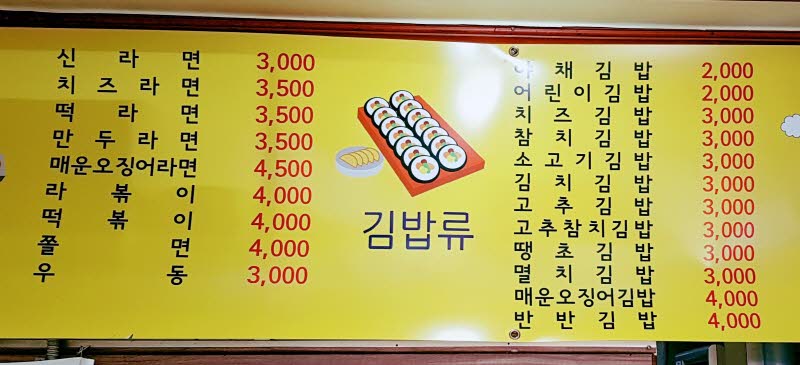 신 라 면 3,000
치 즈 라 면 3,500
떡 라 면 3,500
만 두 라 면 3,500
매운오징어라면 4,500
라 볶 이 4,000
떡 볶 이 4,000
쫄 면 4,000
우 동 3,000
김밥류
야 채 김 밥 2,000
어 린 이 김 밥 2,000
치 즈 김 밥 3,000
참 치 김 밥 3,000
소 고 기 김 밥 3,000
김 치 김 밥 3,000
고 추 김 밥 3,000
고 추 참 치 김 밥 3,000
땡 초 김 밥 3,000
멸 치 김 밥 3,000
매운오징어김밥 4,000
반 반 김 밥 4,000